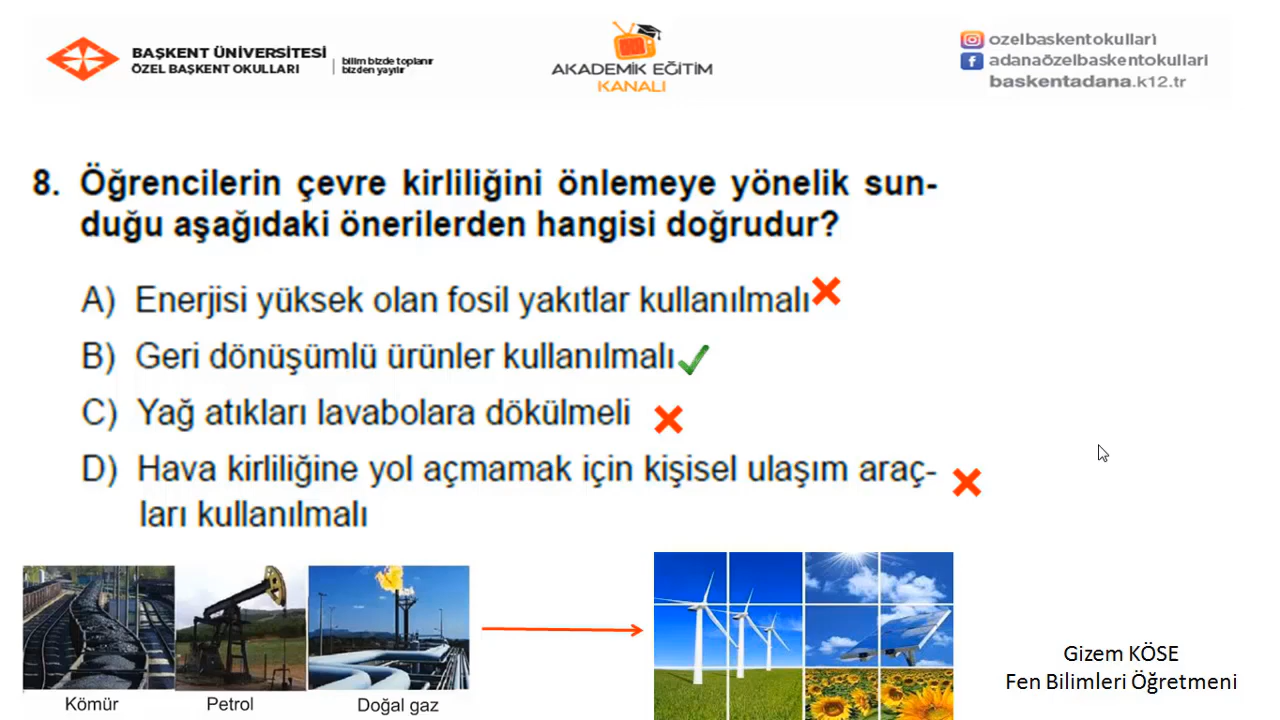 BAŞKENT ÜNİVERSİTESİ
ÖZEL BAŞKENT OKULLARI
bilim bizde toplanır
bizden yayılır
AKADEMİK EĞİTİM
KANALI
ozelbaskentokullarì
adanaözelbaskentokullari
baskentadana.k12.tr
8. Öğrencilerin çevre kirliliğini önlemeye yönelik sun-
duğu aşağıdaki önerilerden hangisi doğrudur?
A) Enerjisi yüksek olan fosil yakıtlar kullanılmalı
B) Geri dönüşümlü ürünler kullanılmalı
C) Yağ atıkları lavabolara dökülmeli
D) Hava kirliliğine yol açmamak için kişisel ulaşım araç-
ları kullanılmalı
Kömür
Petrol
Doğal gaz
Gizem KÖSE
Fen Bilimleri Öğretmeni